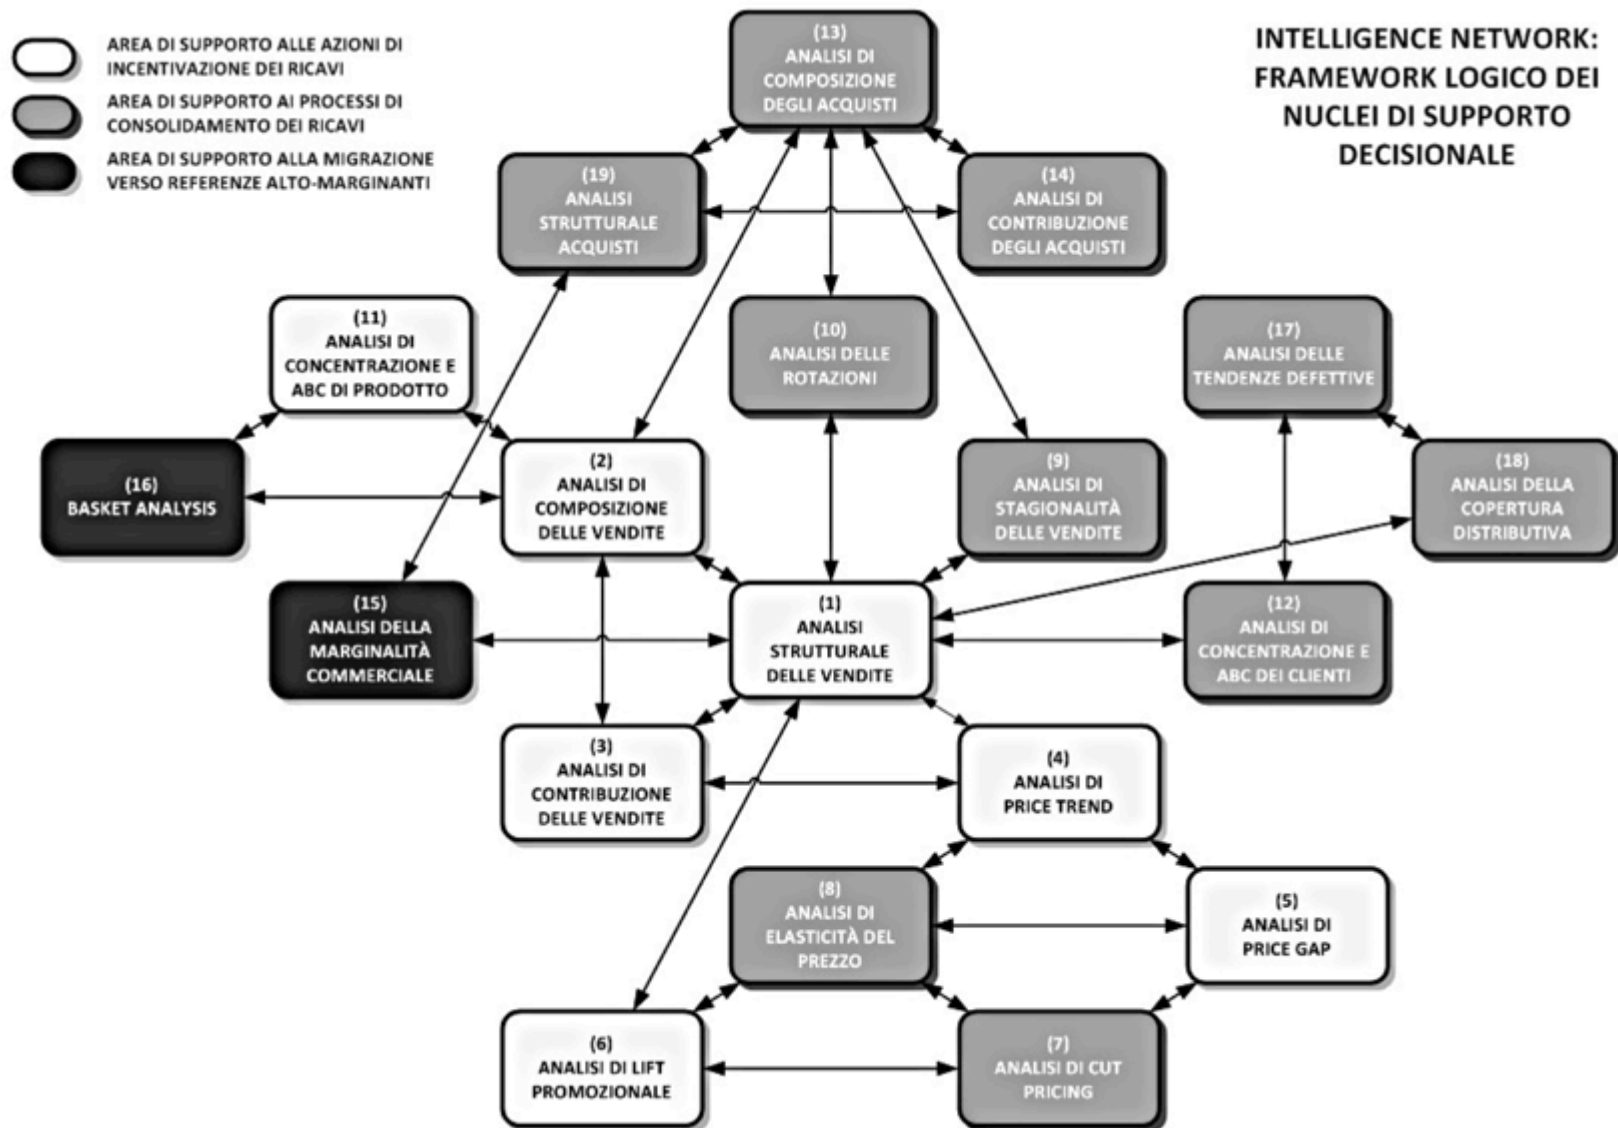 AREA DI SUPPORTO ALLE AZIONI DI
INCENTIVAZIONE DEI RICAVI
AREA DI SUPPORTO AI PROCESSI DI
CONSOLIDAMENTO DEI RICAVI
AREA DI SUPPORTO ALLA MIGRAZIONE
VERSO REFERENZE ALTO-MARGINANTI
INTELLIGENCE NETWORK:
FRAMEWORK LOGICO DEI
NUCLEI DI SUPPORTO
DECISIONALE
(13)
ANALISI DI
COMPOSIZIONE
DEGLI ACQUISTI
(19)
ANALISI
STRUTTURALE
ACQUISTI
(14)
ANALISI DI
CONTRIBUZIONE
DEGLI ACQUISTI
(11)
ANALISI DI
CONCENTRAZIONE E
ABC DI PRODOTTO
(10)
ANALISI DELLE
ROTAZIONI
(17)
ANALISI DELLE
TENDENZE DEFETTIVE
(16)
BASKET ANALYSIS
(2)
ANALISI DI
COMPOSIZIONE
DELLE VENDITE
(9)
ANALISI DI
STAGIONALITÀ
DELLE VENDITE
(18)
ANALISI DELLA
COPERTURA
DISTRIBUTIVA
(15)
ANALISI DELLA
MARGINALITÀ
COMMERCIALE
(1)
ANALISI
STRUTTURALE
DELLE VENDITE
(12)
ANALISI DI
CONCENTRAZIONE E
ABC DEI CLIENTI
(3)
ANALISI DI
CONTRIBUZIONE
DELLE VENDITE
(4)
ANALISI DI
PRICE TREND
(8)
ANALISI DI
ELASTICITÀ DEL
PREZZO
(5)
ANALISI DI
PRICE GAP
(6)
ANALISI DI LIFT
PROMOZIONALE
(7)
ANALISI DI CUT
PRICING